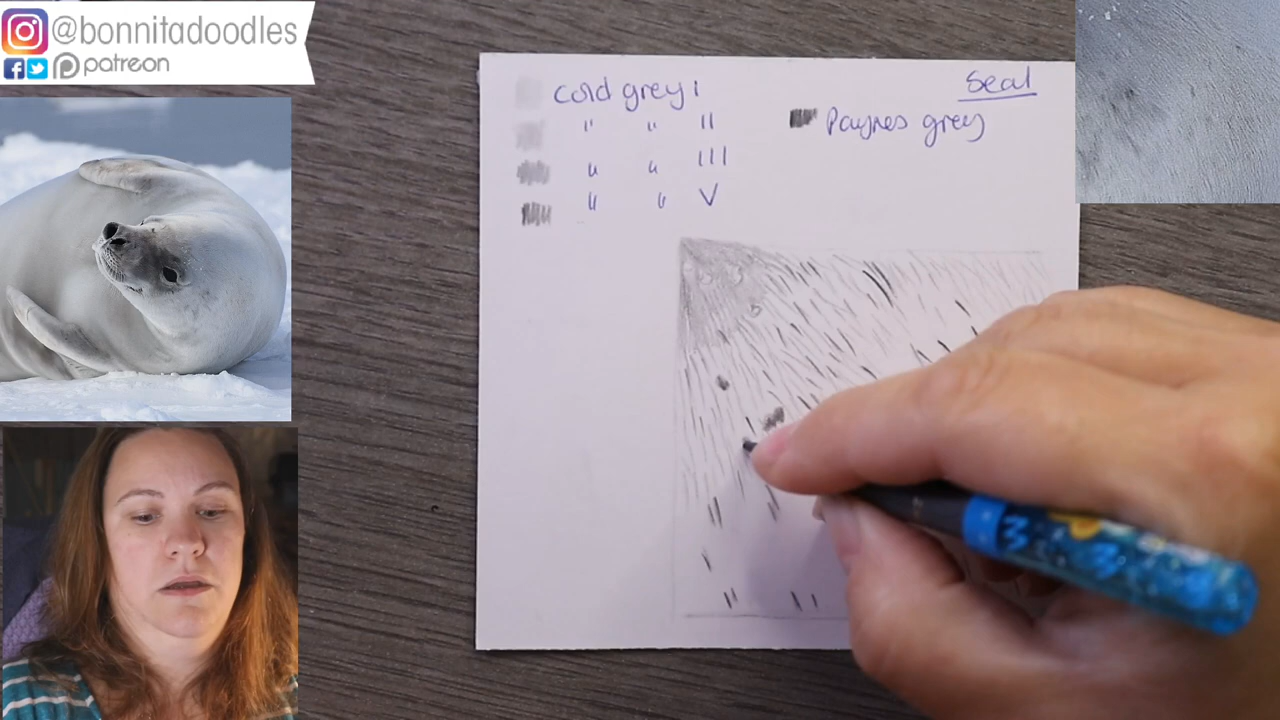 @bonnitadoodles
patreon
Seal
cold grey I
" " II
" " III
" " V
Paynes grey